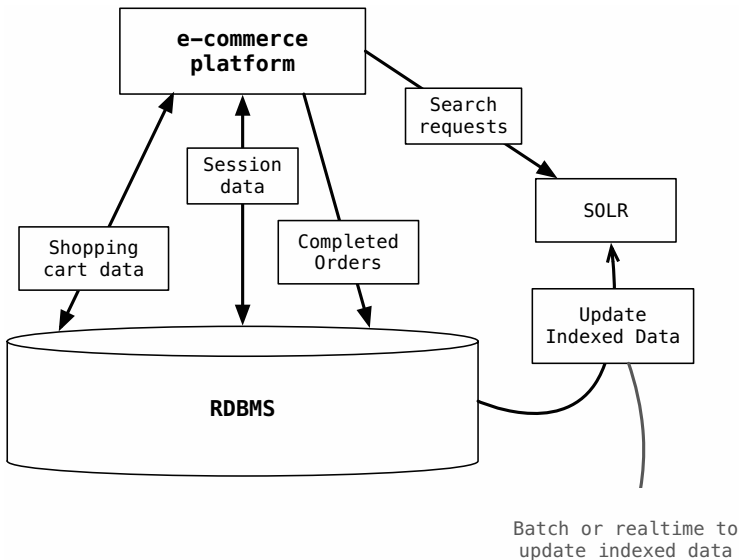 e-commerce
platform
Search
requests
Session
data
SOLR
Shopping
cart data
Completed
Orders
Update
Indexed Data
RDBMS
Batch or realtime to
update indexed data